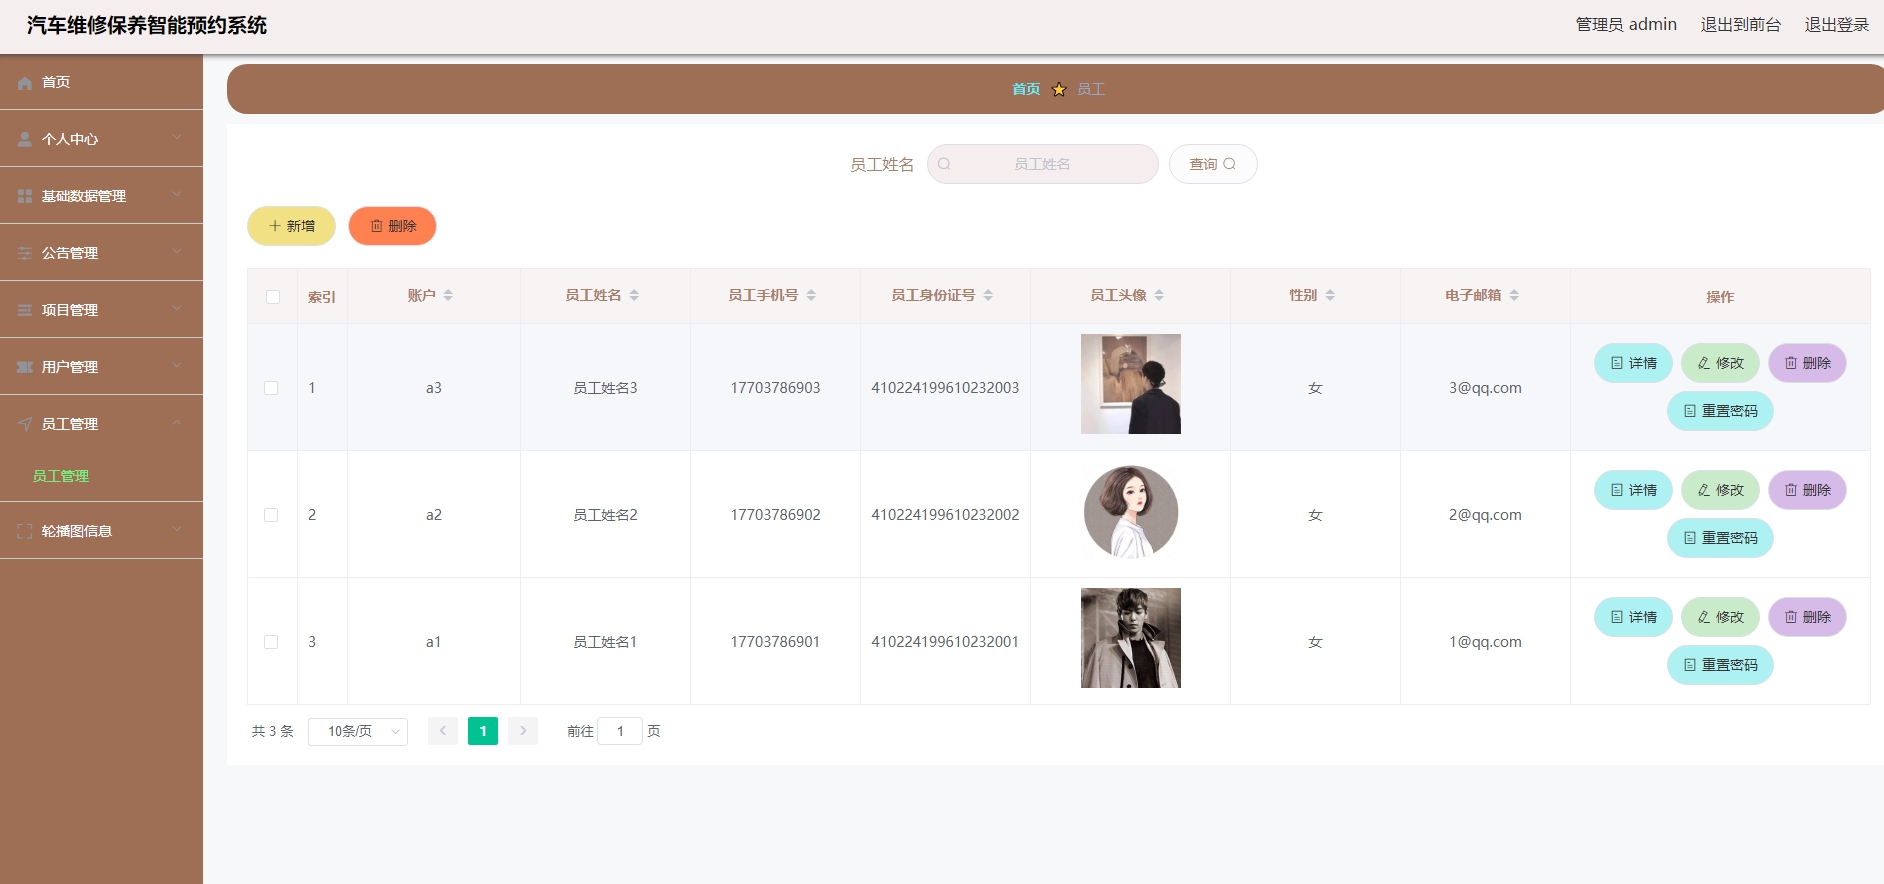 汽车维修保养智能预约系统
管理员 admin 退出到前台 退出登录
首页
个人中心
基础数据管理
公告管理
项目管理
用户管理
员工管理
员工管理
轮播图信息
首页 员工
员工姓名 员工姓名 查询
新增 删除
索引 账户 员工姓名 员工手机号 员工身份证号 员工头像 性别 电子邮箱 操作
1 a3 员工姓名3 17703786903 410224199610232003 女 3@qq.com 详情 修改 删除
重置密码
2 a2 员工姓名2 17703786902 410224199610232002 女 2@qq.com 详情 修改 删除
重置密码
3 a1 员工姓名1 17703786901 410224199610232001 女 1@qq.com 详情 修改 删除
重置密码
共 3 条 10条/页 1 前往 1 页